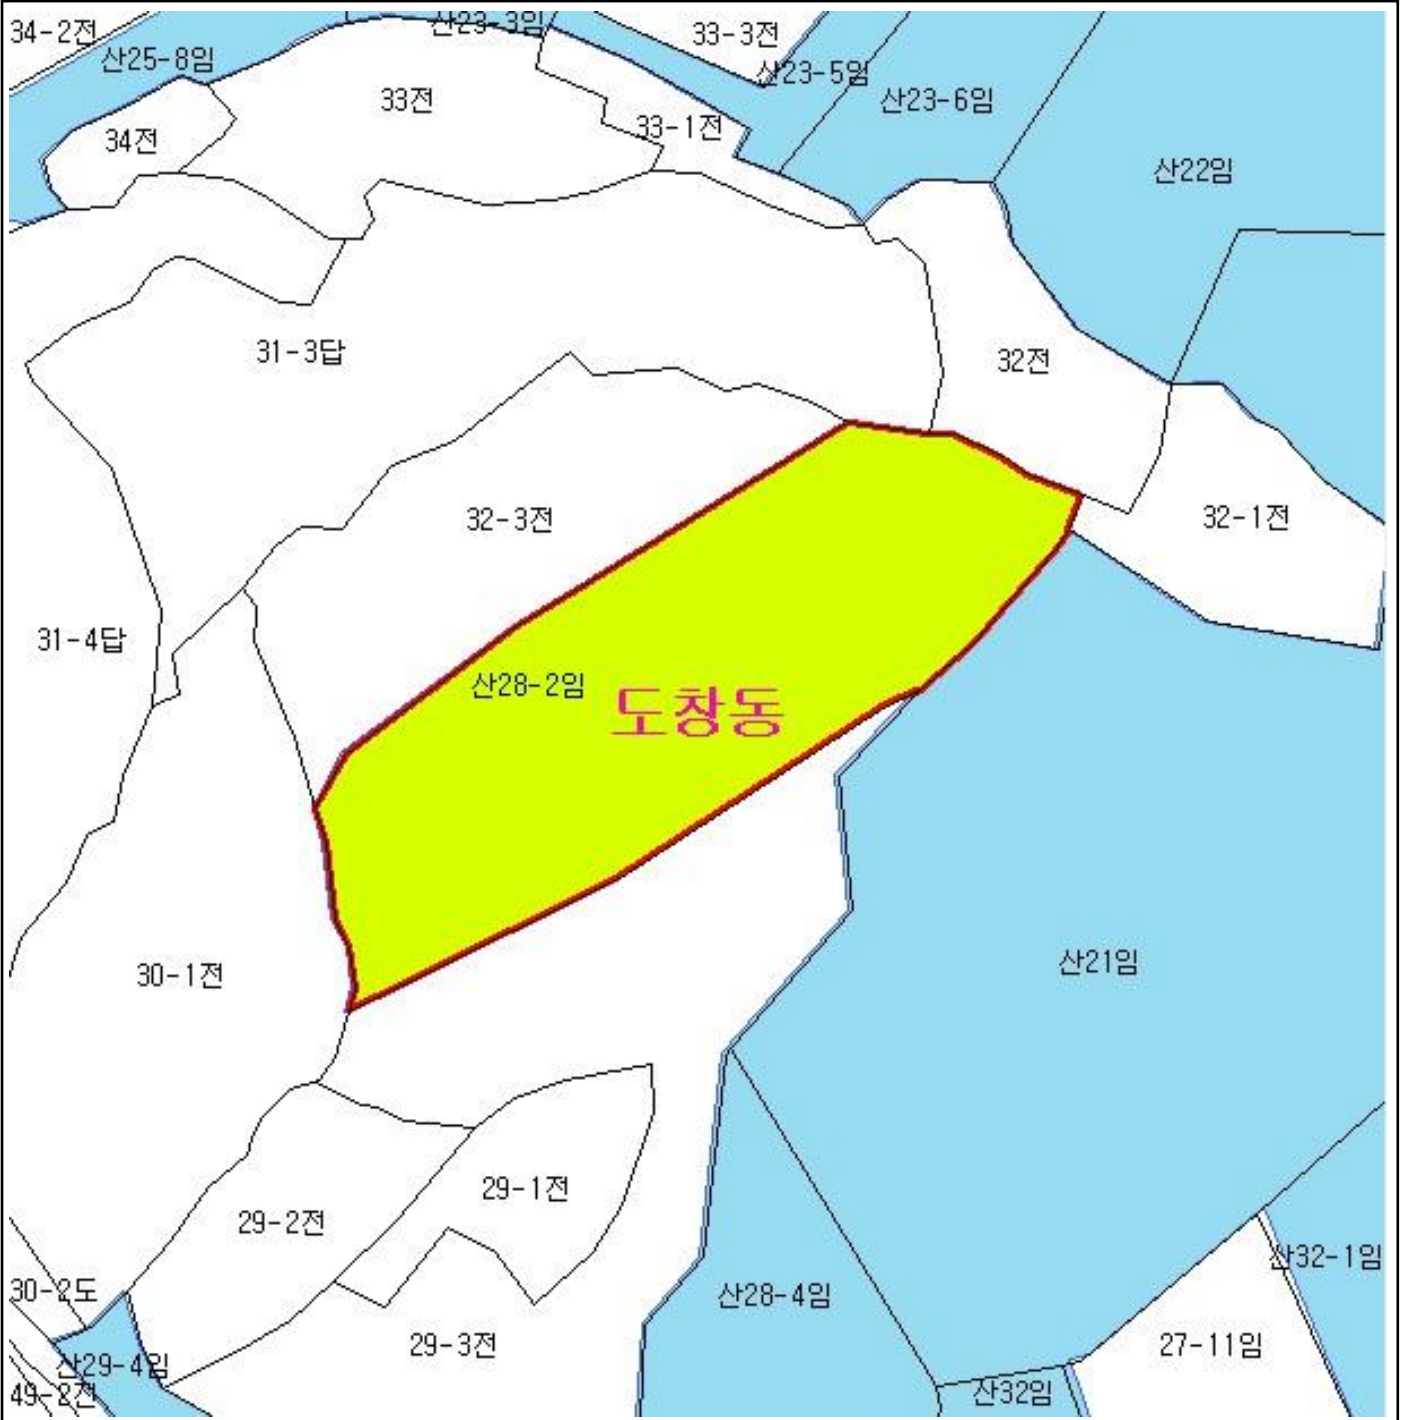 34-2전
산23-3임
33-3전
산25-8임
산23-5임
33전
산23-6임
34전
33-1전
산22임
31-3답
32전
32-3전
32-1전
31-4답
산28-2임
도창동
산21임
30-1전
29-1전
29-2전
30-2도
산28-4임
산32-1임
29-3전
27-11임
산29-4임
49-2전
산32임